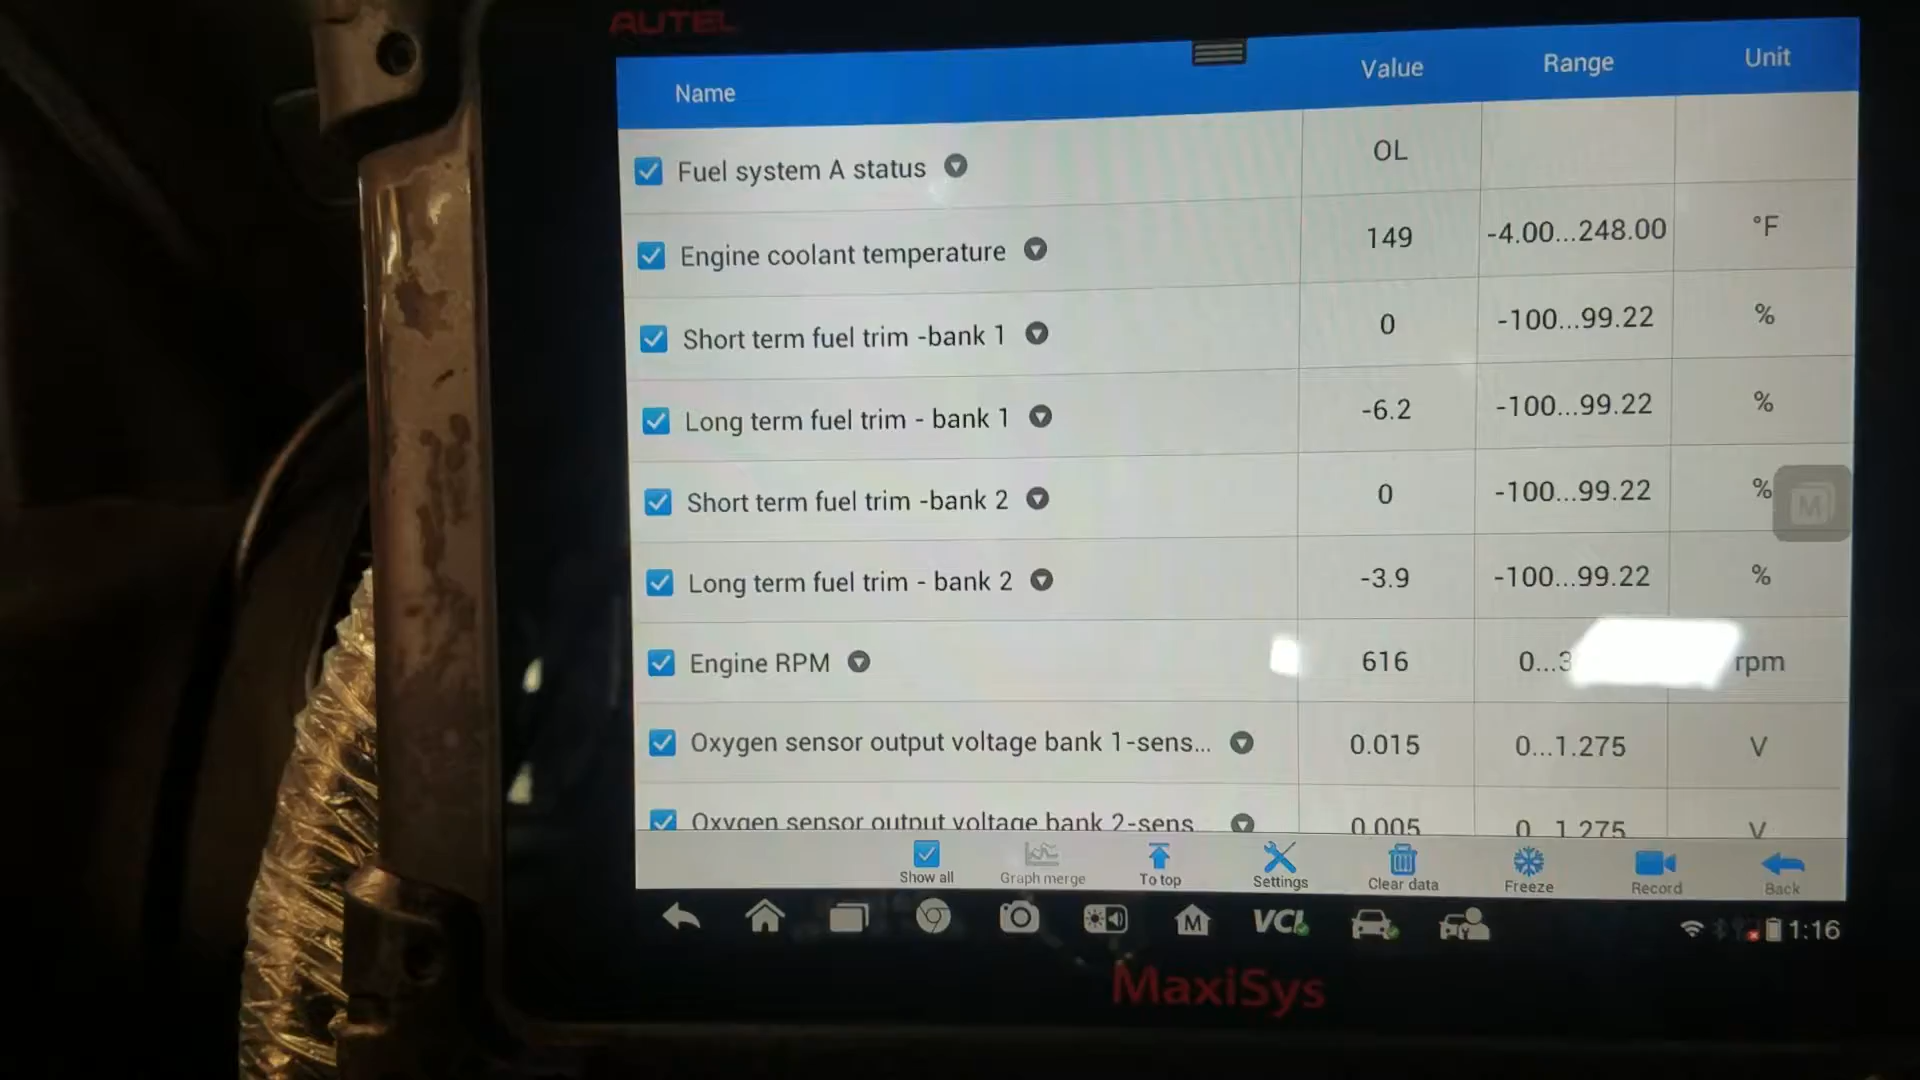 AUTEL
Name Value Range Unit
Fuel system A status OL
Engine coolant temperature 149 -4.00...248.00 °F
Short term fuel trim -bank 1 0 -100...99.22 %
Long term fuel trim - bank 1 -6.2 -100...99.22 %
Short term fuel trim -bank 2 0 -100...99.22 %
Long term fuel trim - bank 2 -3.9 -100...99.22 %
Engine RPM 616 0...3 rpm
Oxygen sensor output voltage bank 1-sens... 0.015 0...1.275 V
Oxygen sensor output voltage bank 2-sens 0.005 0 1.275 V
Show all Graph merge To top Settings Clear data Freeze Record Back
M
M VCI 1:16
MaxiSys